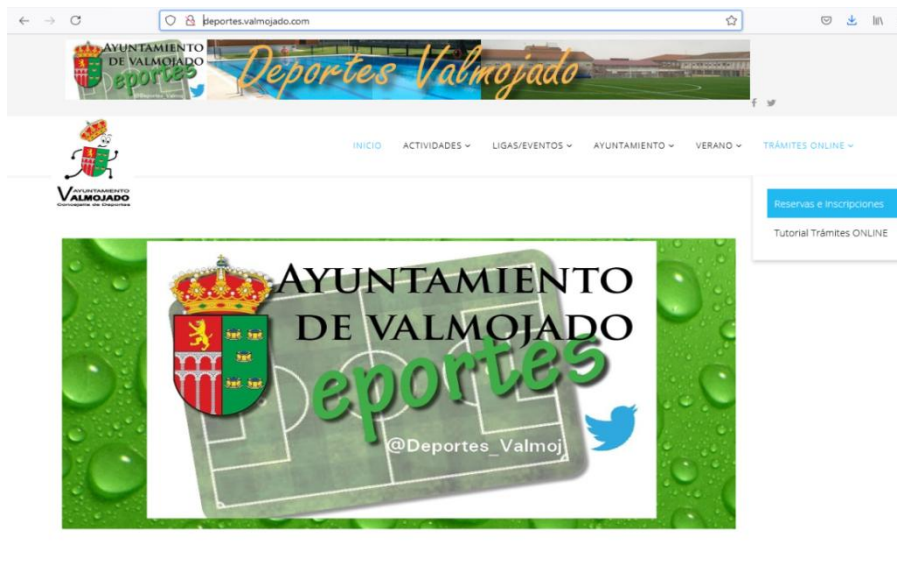 deportes.valmojado.com
AYUNTAMIENTO
DE VALMOJADO
eportes
Deportes Valmojado
INICIO
ACTIVIDADES
LIGAS/EVENTOS
AYUNTAMIENTO
VERANO
TRÁMITES ONLINE
AYUNTAMIENTO
VALMOJADO
Concejalía de Deportes
Reservas e Inscripciones
Tutorial Trámites ONLINE
AYUNTAMIENTO
DE VALMOJADO
eportes
@Deportes_Valmoj